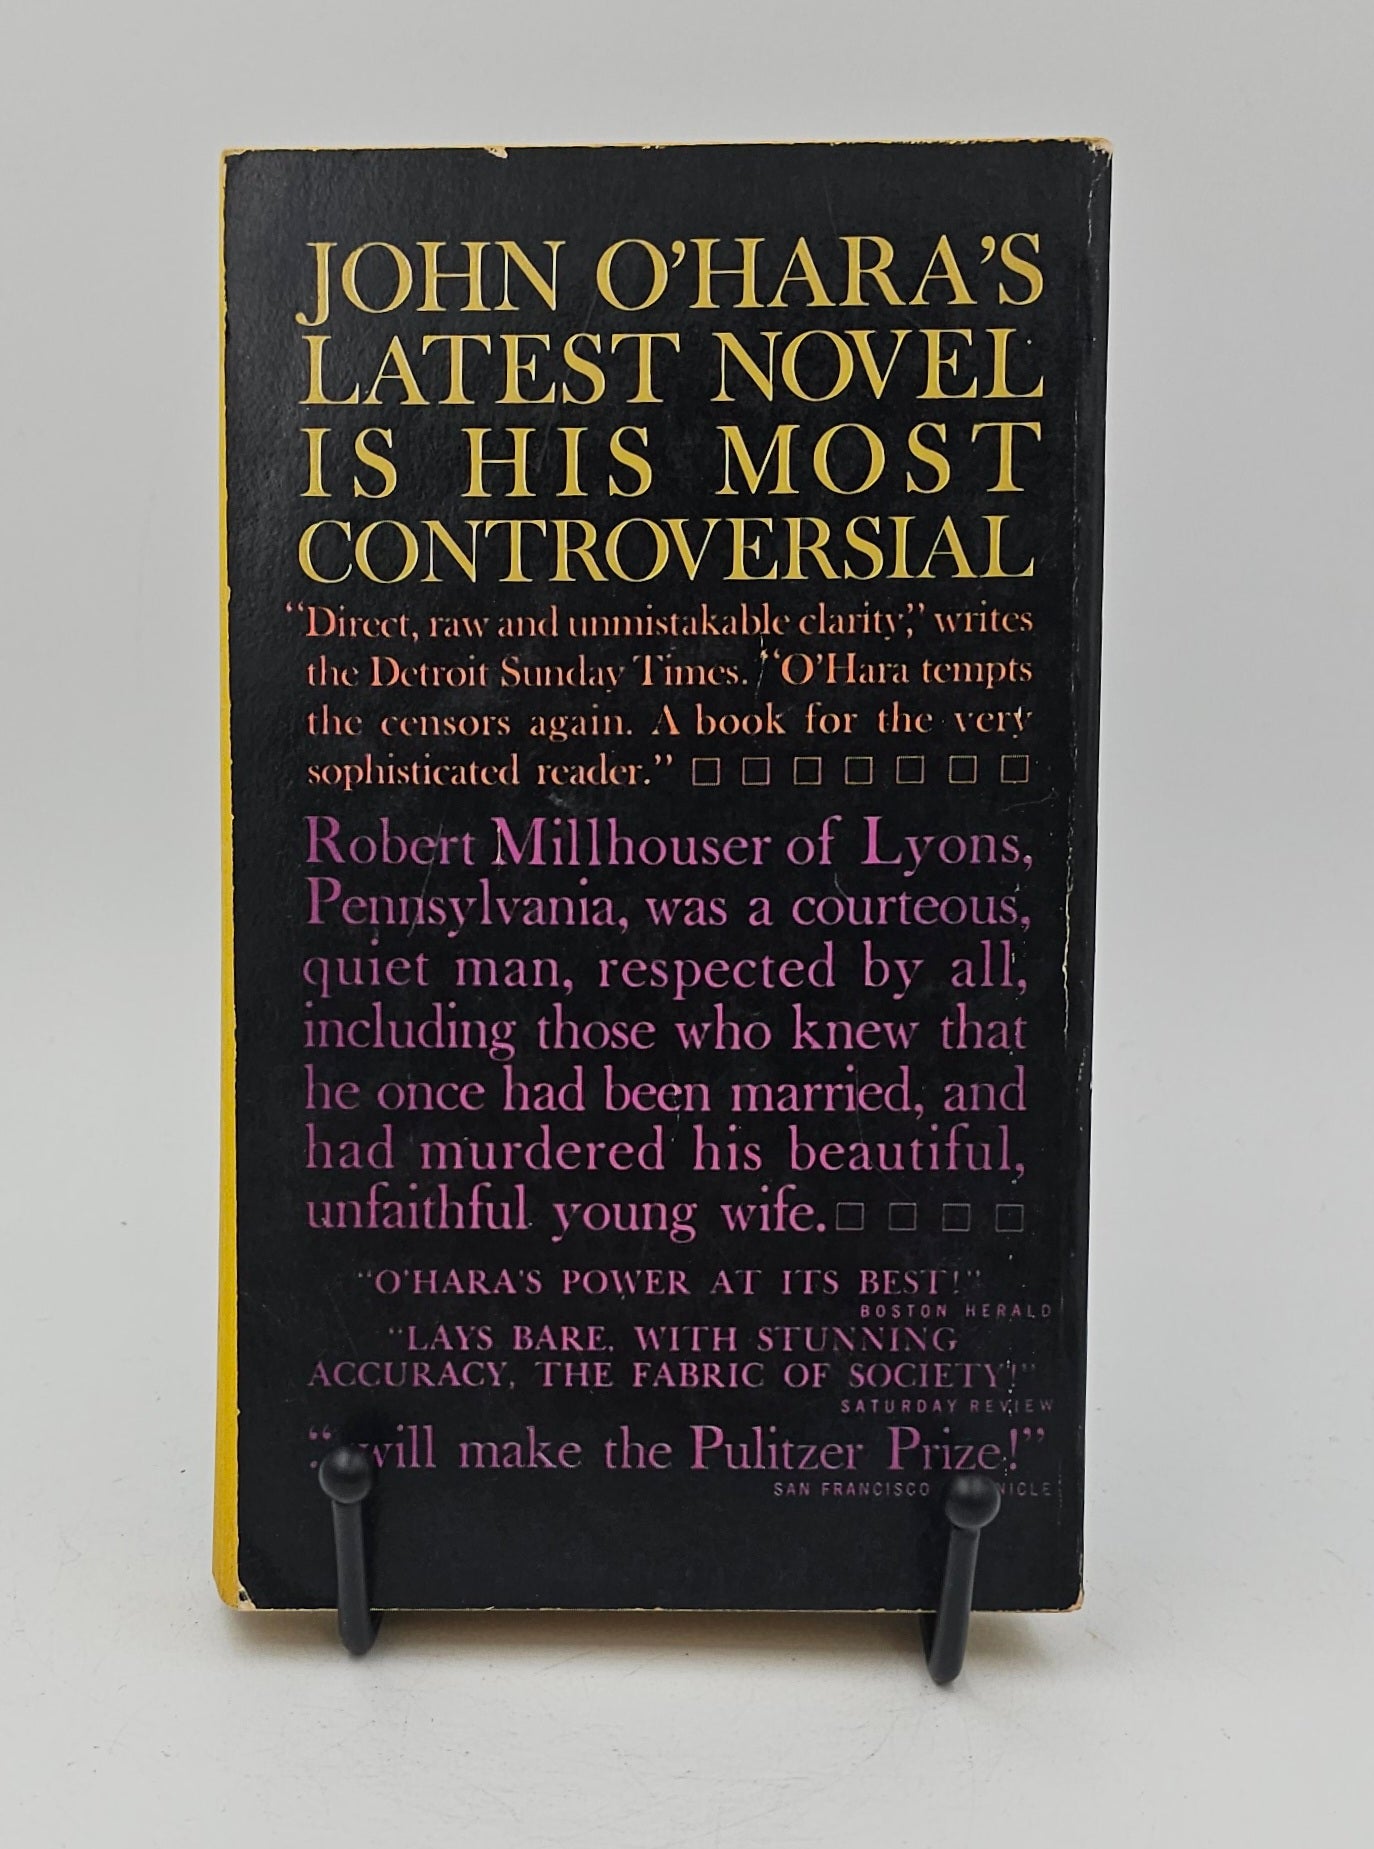 JOHN O'HARA'S
LATEST NOVEL
IS HIS MOST
CONTROVERSIAL
“Direct, raw and unmistakable clarity,” writes
the Detroit Sunday Times. “O'Hara tempts
the censors again. A book for the very
sophisticated reader.”
Robert Millhouser of Lyons,
Pennsylvania, was a courteous,
quiet man, respected by all,
including those who knew that
he once had been married, and
had murdered his beautiful,
unfaithful young wife.
“O'HARA'S POWER AT ITS BEST!”
BOSTON HERALD
“LAYS BARE, WITH STUNNING
ACCURACY, THE FABRIC OF SOCIETY!”
SATURDAY REVIEW
will make the Pulitzer Prize!”
SAN FRANCISCO